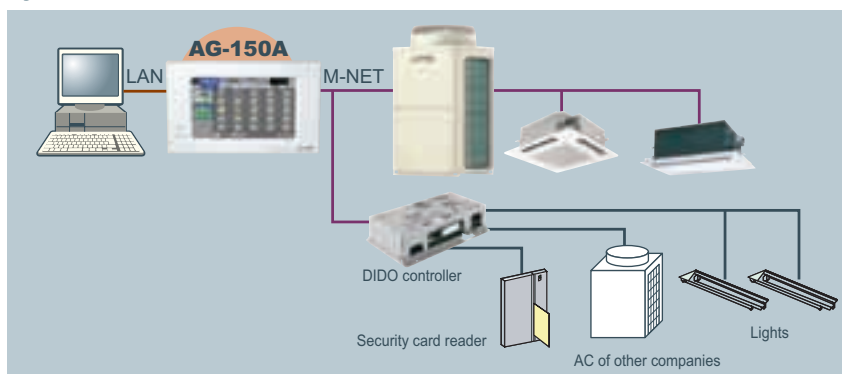 AG-150A
LAN
M-NET
DIDO controller
Security card reader
AC of other companies
Lights